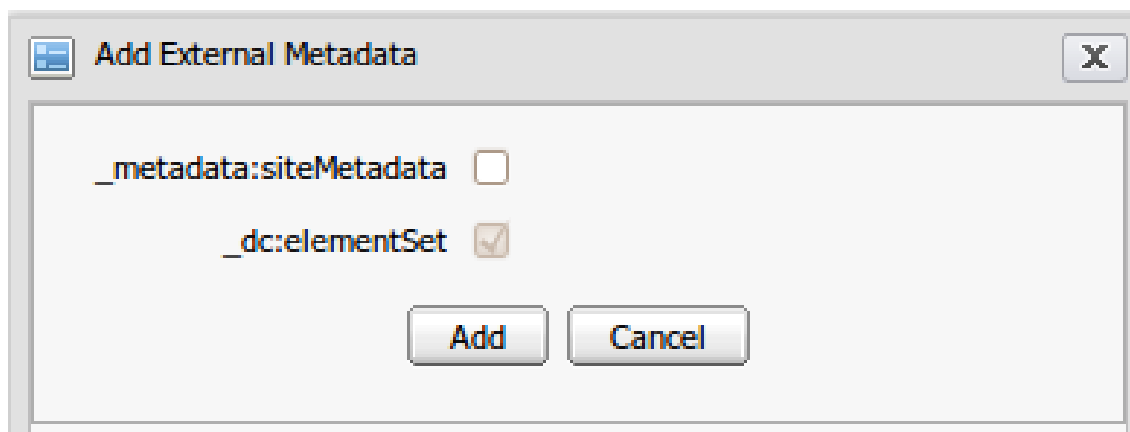 Add External Metadata
X
_metadata:siteMetadata
_dc:elementSet
Add Cancel